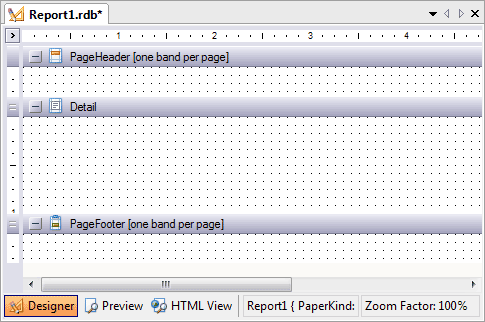 Report1.rdb*
1 2 3 4
PageHeader [one band per page]
Detail
1
PageFooter [one band per page]
Designer Preview HTML View Report1 { PaperKind: Zoom Factor: 100%